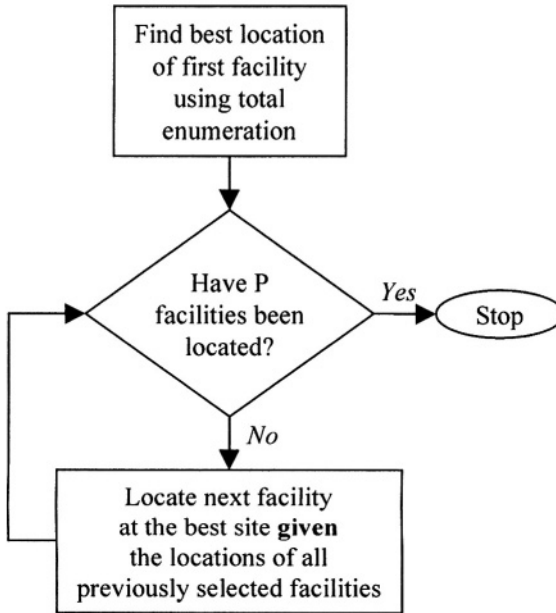 Find best location
of first facility
using total
enumeration
Have P
facilities been
located?
Yes
Stop
No
Locate next facility
at the best site given
the locations of all
previously selected facilities